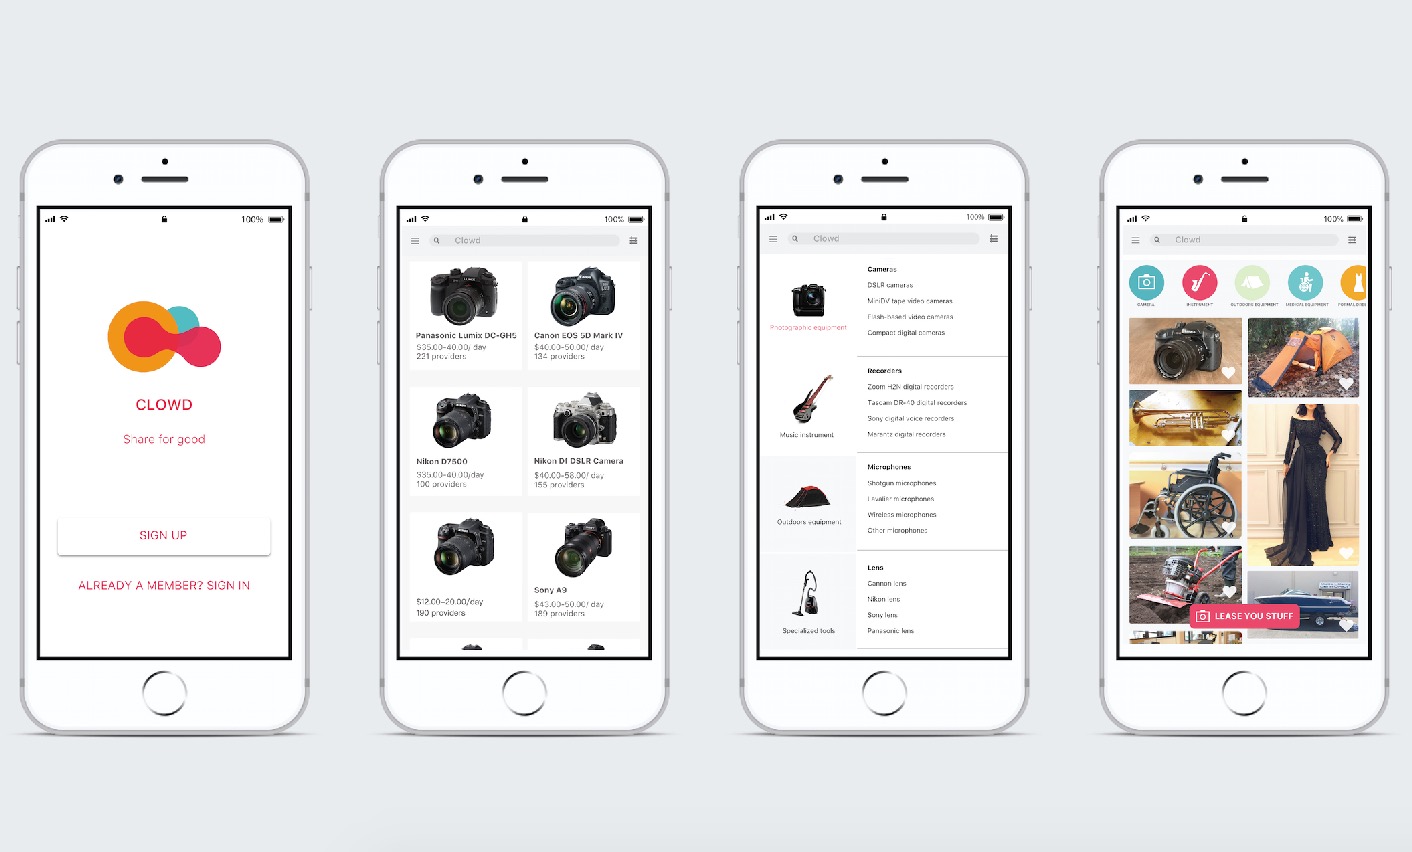 100%
CLOWD
Share for good
SIGN UP
ALREADY A MEMBER? SIGN IN
100%
Clowd
Panasonic Lumix DC-GH5
$35.00-40.00/ day
221 providers
Canon EOS 5D Mark IV
$40.00-50.00/ day
134 providers
Nikon D7500
$35.00-40.00/day
100 providers
Nikon Df DSLR Camera
$40.00-58.00/ day
155 providers
$12.00-20.00/day
190 providers
Sony A9
$43.00-50.00/ day
189 providers
100%
Clowd
Photographic equipment
Music instrument
Outdoors equipment
Specialized tools
Cameras
DSLR cameras
MiniDV tape video cameras
Flash-based video cameras
Compact digital cameras
Recorders
Zoom H2N digital recorders
Tascam DR-40 digital recorders
Sony digital voice recorders
Marantz digital recorders
Microphones
Shotgun microphones
Lavalier microphones
Wireless microphones
Other microphones
Lens
Cannon lens
Nikon lens
Sony lens
Panasonic lens
100%
Clowd
CAMERA
INSTRUMENT
OUTDOORS EQUIPMENT
MEDICAL EQUIPMENT
LEASE YOU STUFF